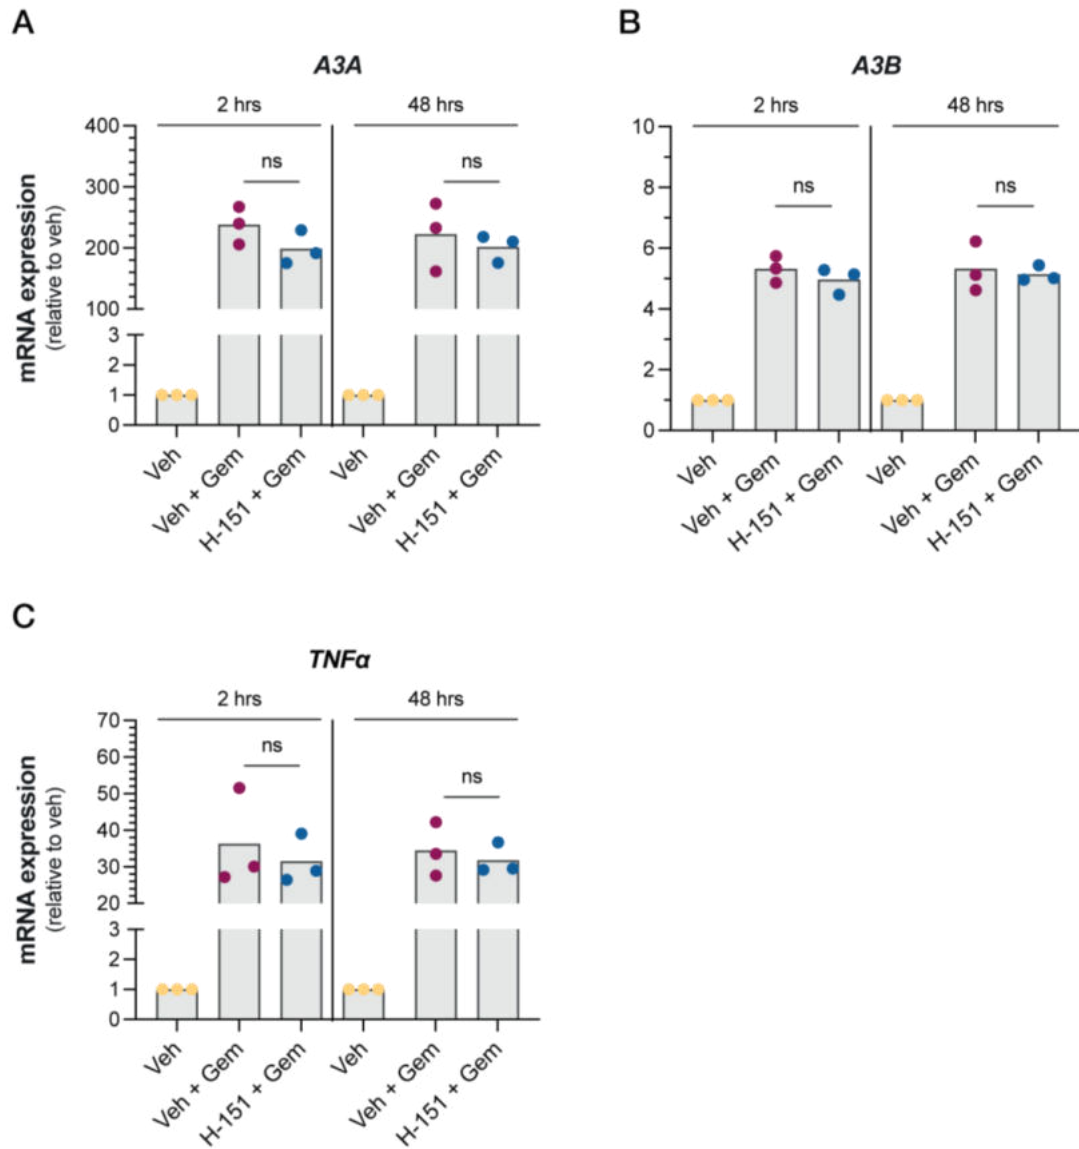 A
A3A
2 hrs 48 hrs
mRNA expression
(relative to veh)
400
300
200
100
3
2
1
0
ns ns
Veh Veh + Gem H-151 + Gem Veh Veh + Gem H-151 + Gem
B
A3B
2 hrs 48 hrs
10
8
6
4
2
0
ns ns
Veh Veh + Gem H-151 + Gem Veh Veh + Gem H-151 + Gem
C
TNFα
2 hrs 48 hrs
mRNA expression
(relative to veh)
70
60
50
40
30
20
3
2
1
0
ns ns
Veh Veh + Gem H-151 + Gem Veh Veh + Gem H-151 + Gem